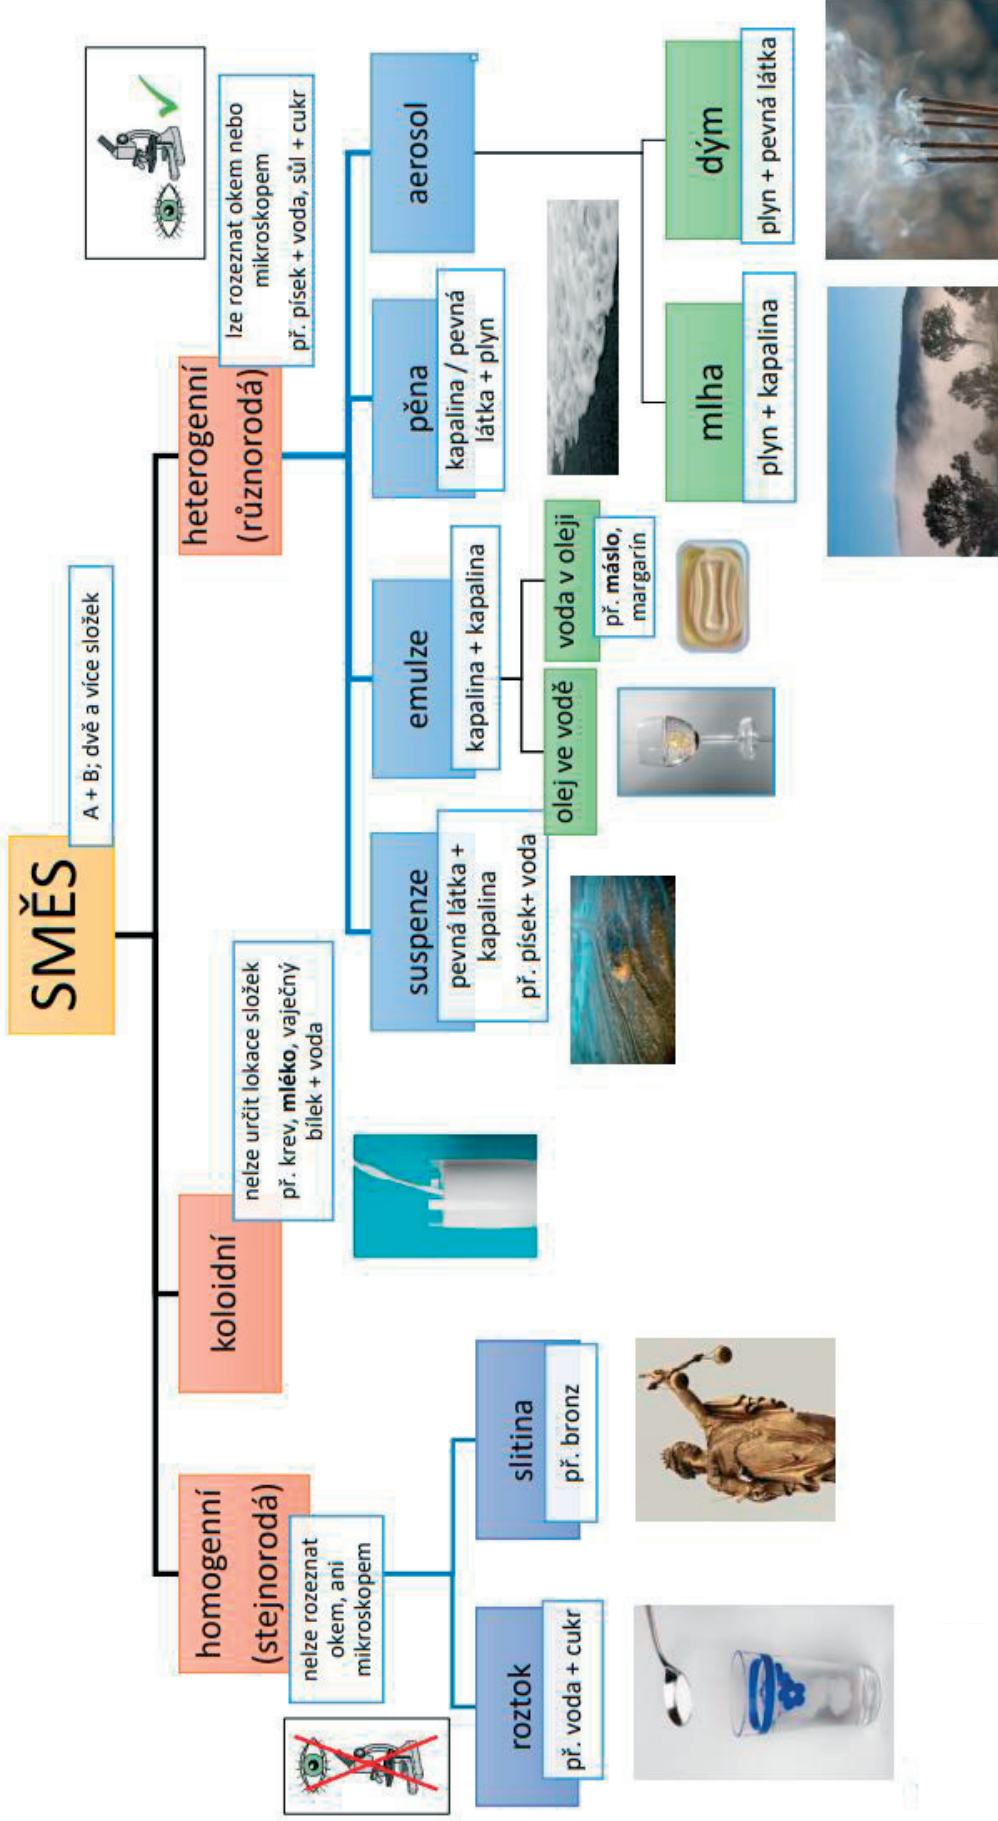 SMĚS
A + B; dvě a více složek
homogenní
(stejnorodá)
nelze rozeznat
okem, ani
mikroskopem
roztok
př. voda + cukr
slitina
př. bronz
koloidní
nelze určit lokace složek
př. krev, mléko, vaječný
bílek + voda
heterogenní
(různorodá)
lze rozeznat okem nebo
mikroskopem
př. písek + voda, sůl + cukr
suspenze
pevná látka +
kapalina
př. písek+ voda
emulze
kapalina + kapalina
olej ve vodě
voda v oleji
př. máslo,
margarín
pěna
kapalina / pevná
látka + plyn
aerosol
mlha
plyn + kapalina
dým
plyn + pevná látka